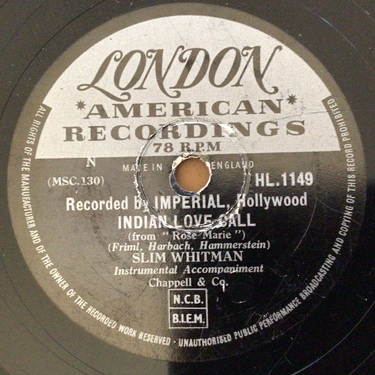 LONDON
*AMERICAN*
RECORDINGS
78 RPM
N
(MSC.130)
MADE IN ENGLAND
HL.1149
Recorded by IMPERIAL, Hollywood
INDIAN LOVE CALL
(from "Rose Marie")
(Friml, Harbach, Hammerstein)
SLIM WHITMAN
Instrumental Accompaniment
Chappell & Co.
N.C.B.
B.I.E.M.
ALL RIGHTS OF THE MANUFACTURER AND OF THE OWNER OF THE RECORDED WORK RESERVED - UNAUTHORISED PUBLIC PERFORMANCE BROADCASTING AND COPYING OF THIS RECORD PROHIBITED